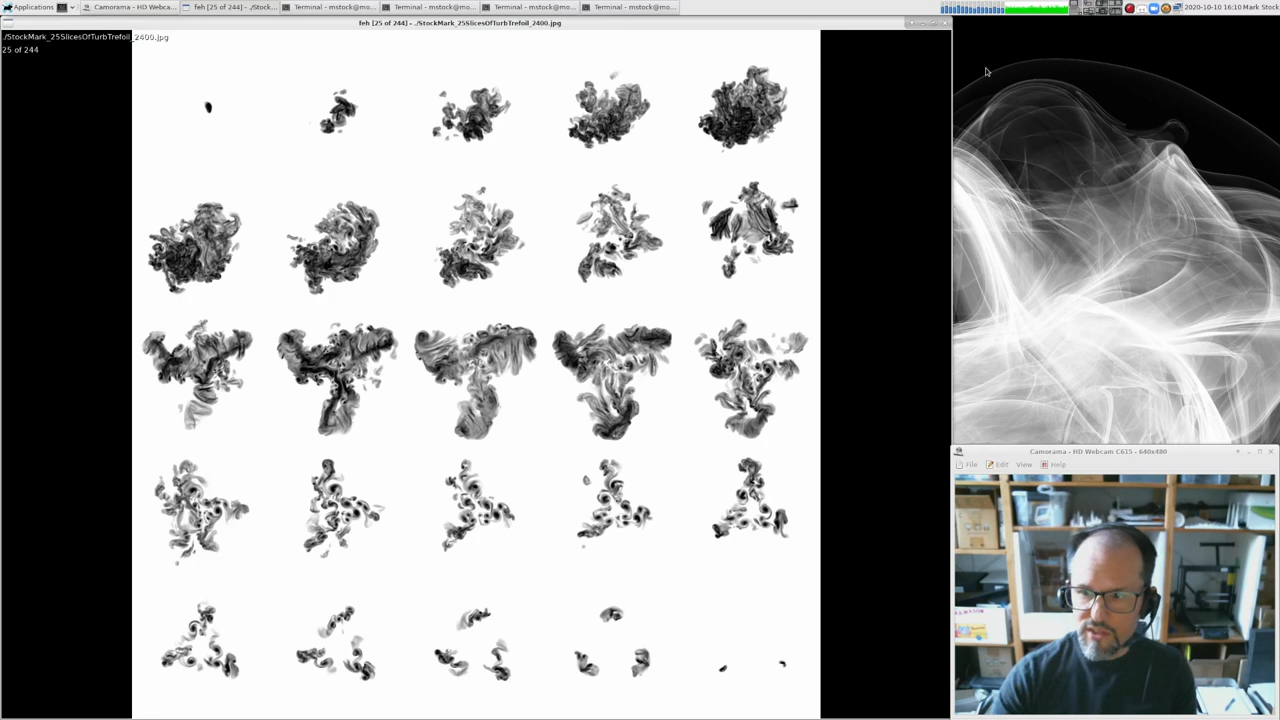 Applications
Camorama - HD Webca...
feh [25 of 244] - ./Stock...
Terminal - mstock@mo...
Terminal - mstock@mo...
Terminal - mstock@mo...
Terminal - mstock@mo...
2020-10-10 16:10 Mark Stock
feh [25 of 244] - ./StockMark_25SlicesOfTurbTrefoil_2400.jpg
./StockMark_25SlicesOfTurbTrefoil_2400.jpg
25 of 244
Camorama - HD Webcam C615 - 640x480
File Edit View Help